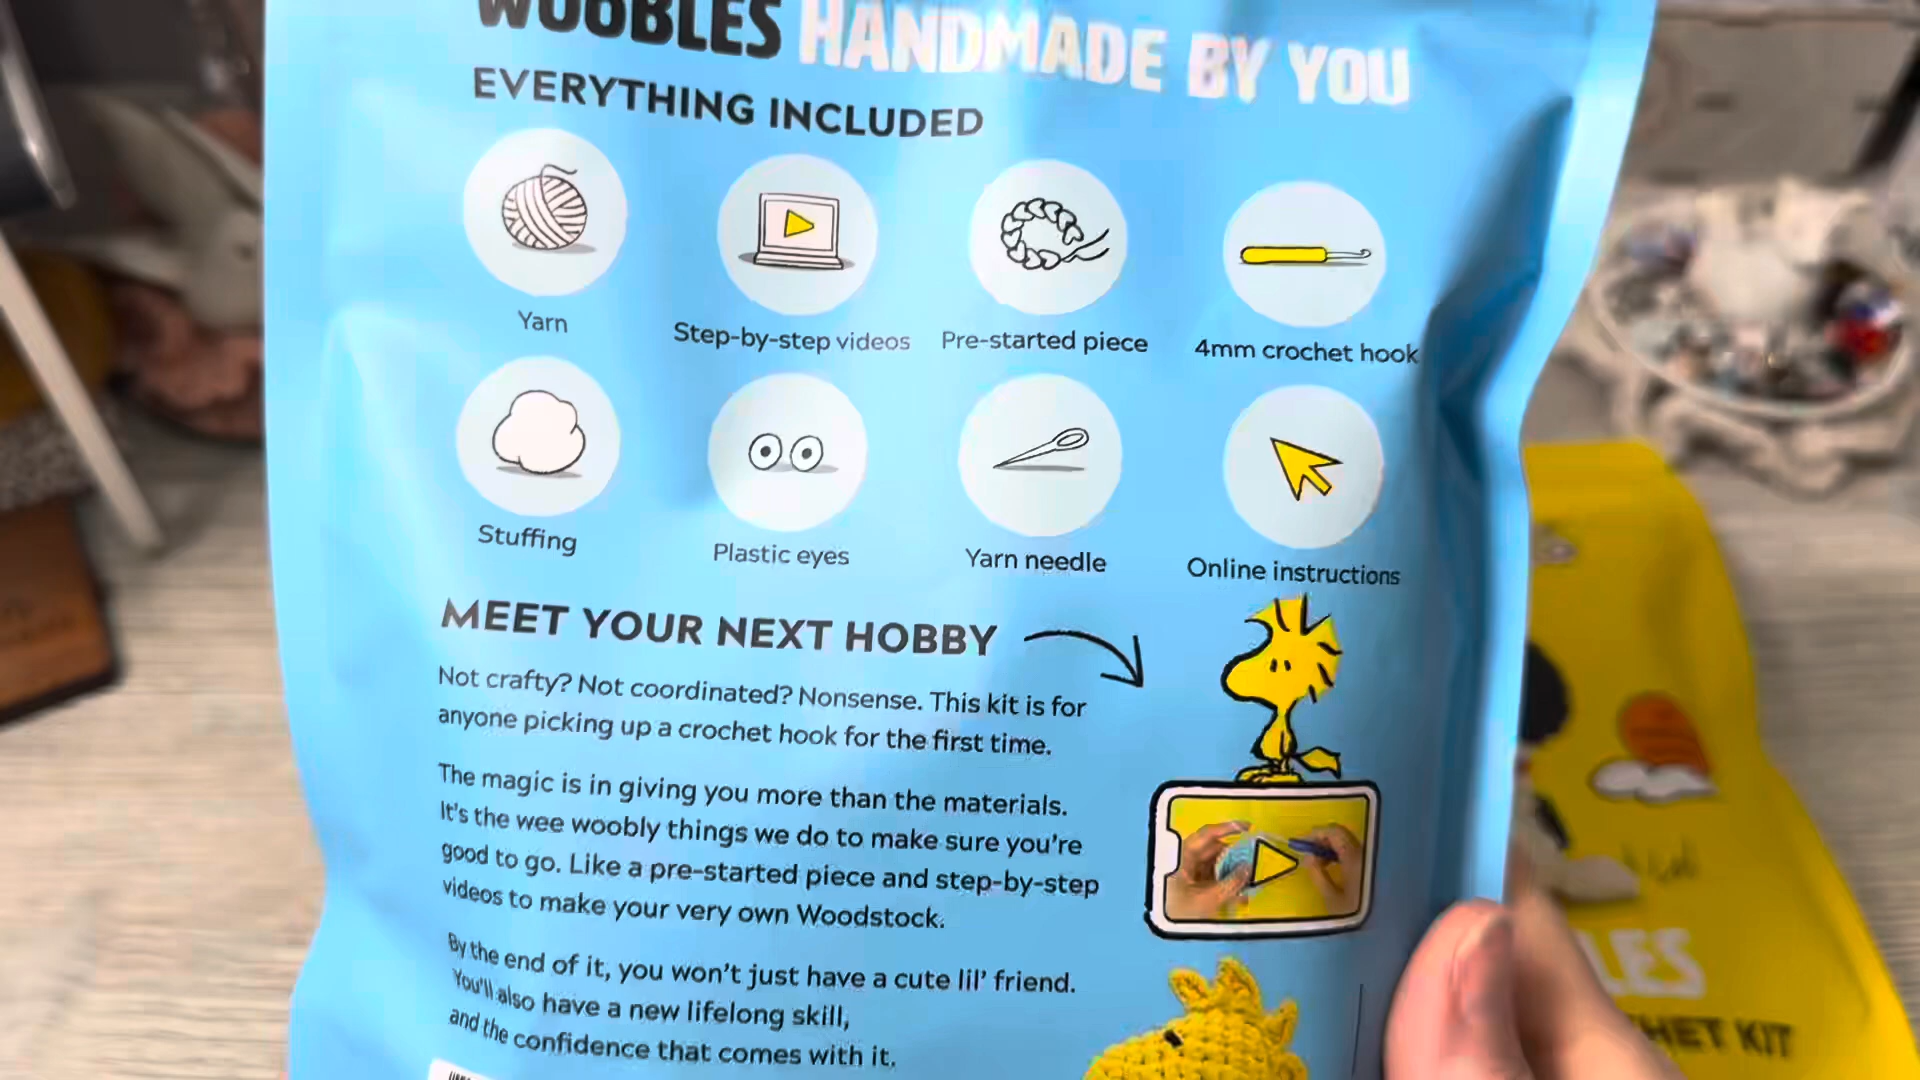 WOOBLES HANDMADE BY YOU
EVERYTHING INCLUDED
Yarn
Step-by-step videos
Pre-started piece
4mm crochet hook
Stuffing
Plastic eyes
Yarn needle
Online instructions
MEET YOUR NEXT HOBBY
Not crafty? Not coordinated? Nonsense. This kit is for
anyone picking up a crochet hook for the first time.
The magic is in giving you more than the materials.
It's the wee woobly things we do to make sure you're
good to go. Like a pre-started piece and step-by-step
videos to make your very own Woodstock.
By the end of it, you won't just have a cute lil' friend.
You'll also have a new lifelong skill,
and the confidence that comes with it.
LES
HET KIT